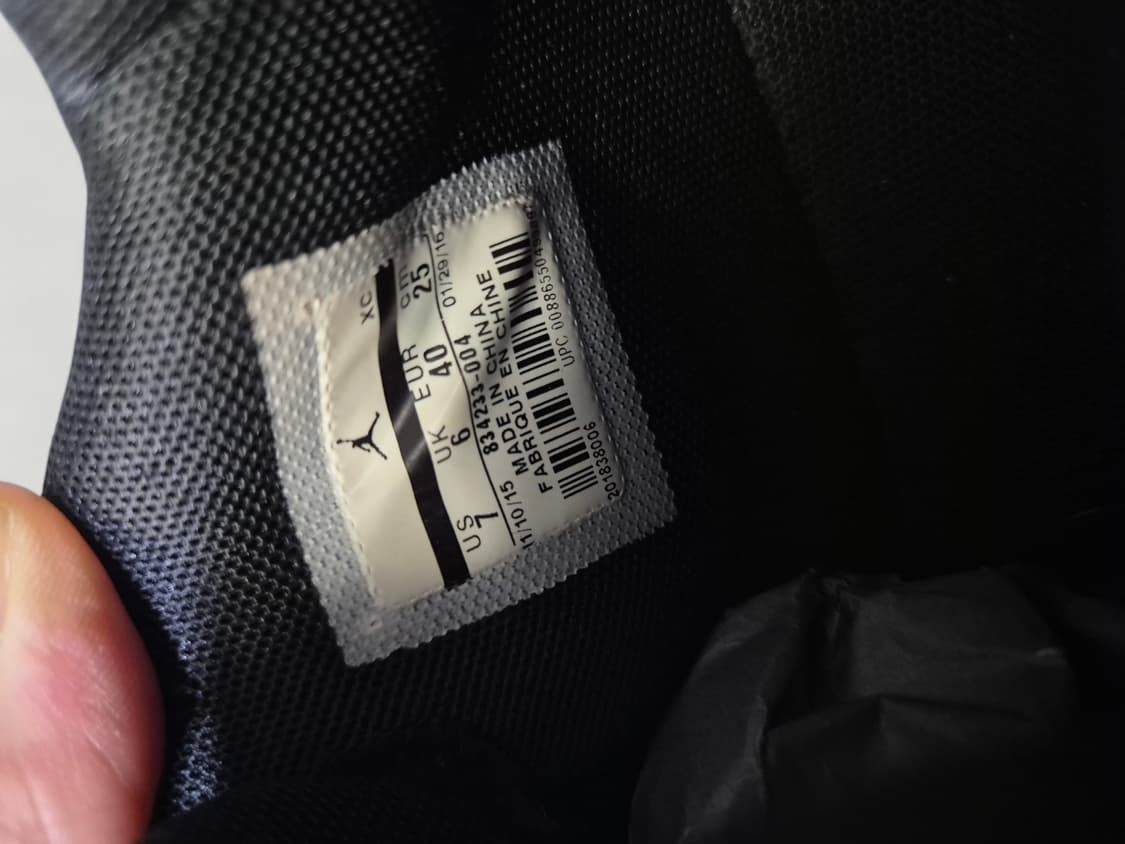 XC
US UK EUR cm
7 6 40 25
11/10/15 834233-004 01/29/16
MADE IN CHINA
FABRIQUE EN CHINE
UPC
201838006